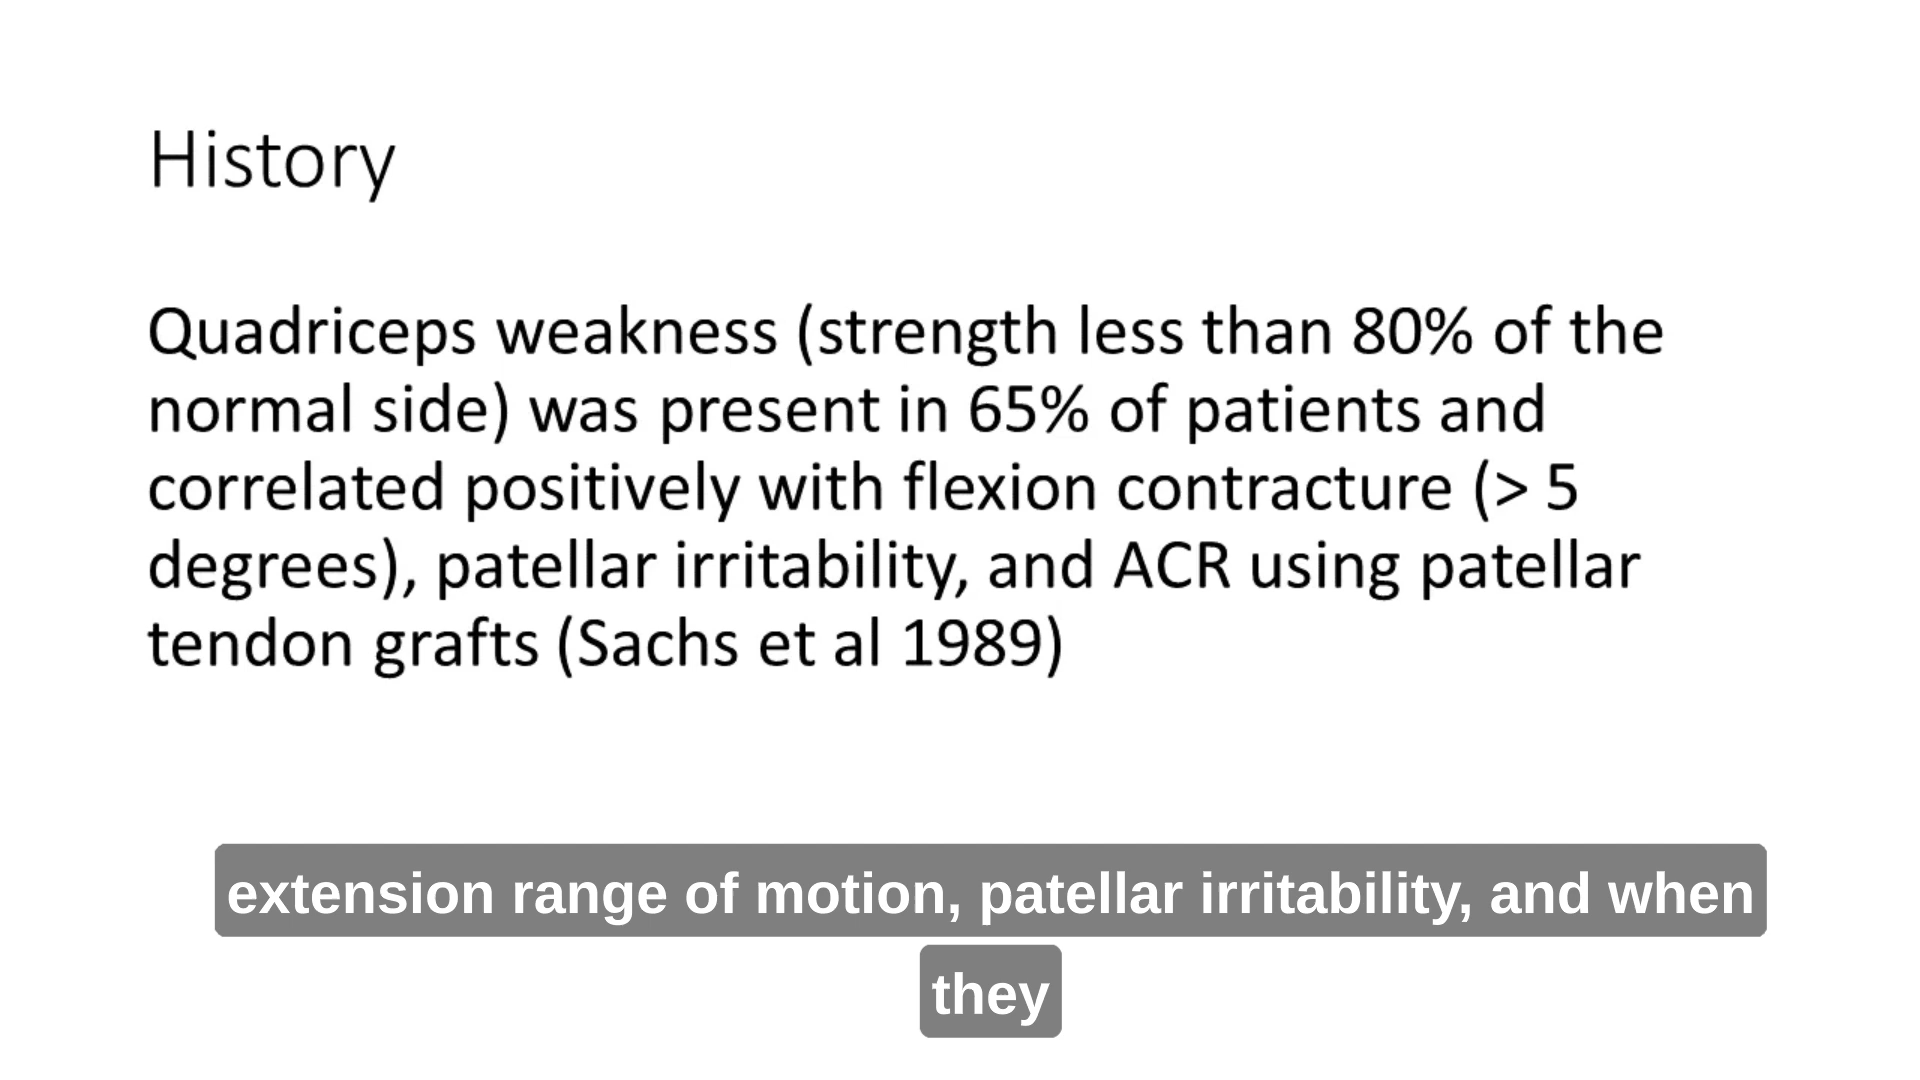 History
Quadriceps weakness (strength less than 80% of the
normal side) was present in 65% of patients and
correlated positively with flexion contracture (> 5
degrees), patellar irritability, and ACR using patellar
tendon grafts (Sachs et al 1989)
extension range of motion, patellar irritability, and when
they